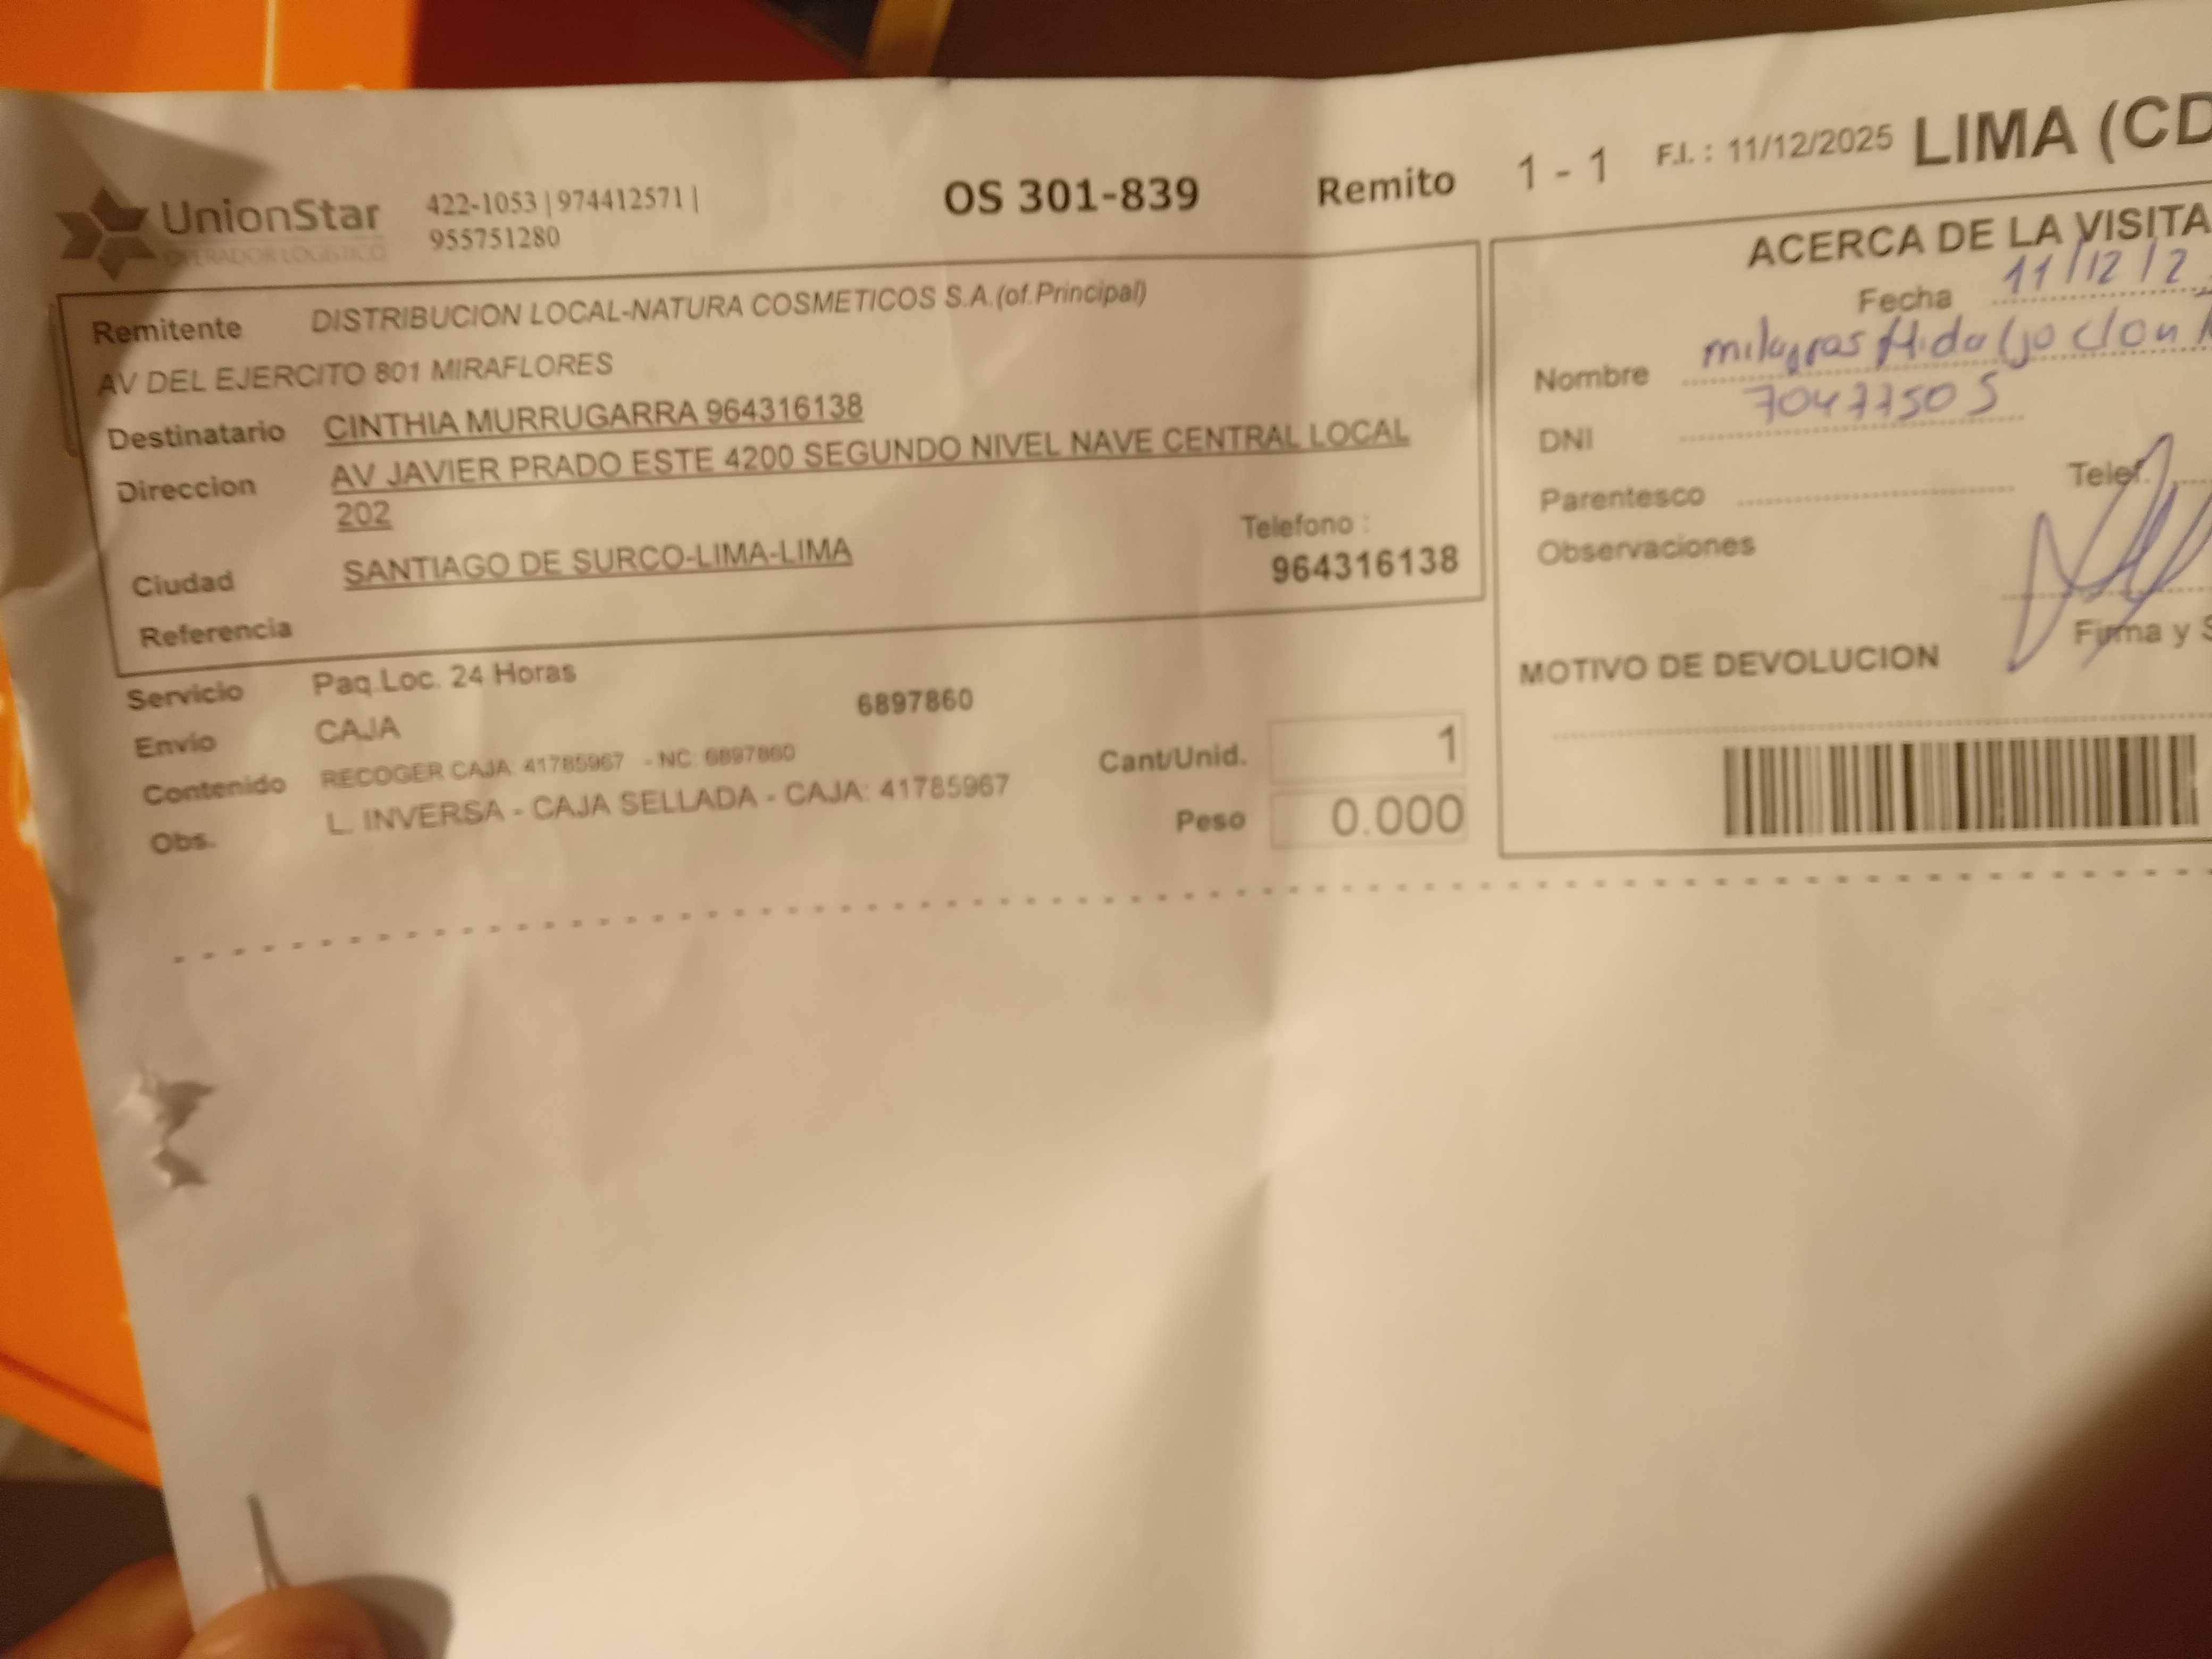 UnionStar
OPERADOR LOGISTICO
422-1053 | 974412571 |
955751280
OS 301-839
Remito 1 - 1 F.I. : 11/12/2025 LIMA (CD
Remitente DISTRIBUCION LOCAL-NATURA COSMETICOS S.A.(of.Principal)
AV DEL EJERCITO 801 MIRAFLORES
Destinatario CINTHIA MURRUGARRA 964316138
Direccion AV JAVIER PRADO ESTE 4200 SEGUNDO NIVEL NAVE CENTRAL LOCAL
202
Telefono :
Ciudad SANTIAGO DE SURCO-LIMA-LIMA 964316138
Referencia
Servicio Paq.Loc. 24 Horas
Envio CAJA 6897860
Contenido RECOGER CAJA: 41785967 - NC: 6897860
Cant/Unid. 1
Obs. L. INVERSA - CAJA SELLADA - CAJA: 41785967
Peso 0.000
ACERCA DE LA VISITA
Fecha 11/12/2
Nombre milagros Hidalgo
DNI 70477505
Parentesco Telef.
Observaciones
Firma y S
MOTIVO DE DEVOLUCION